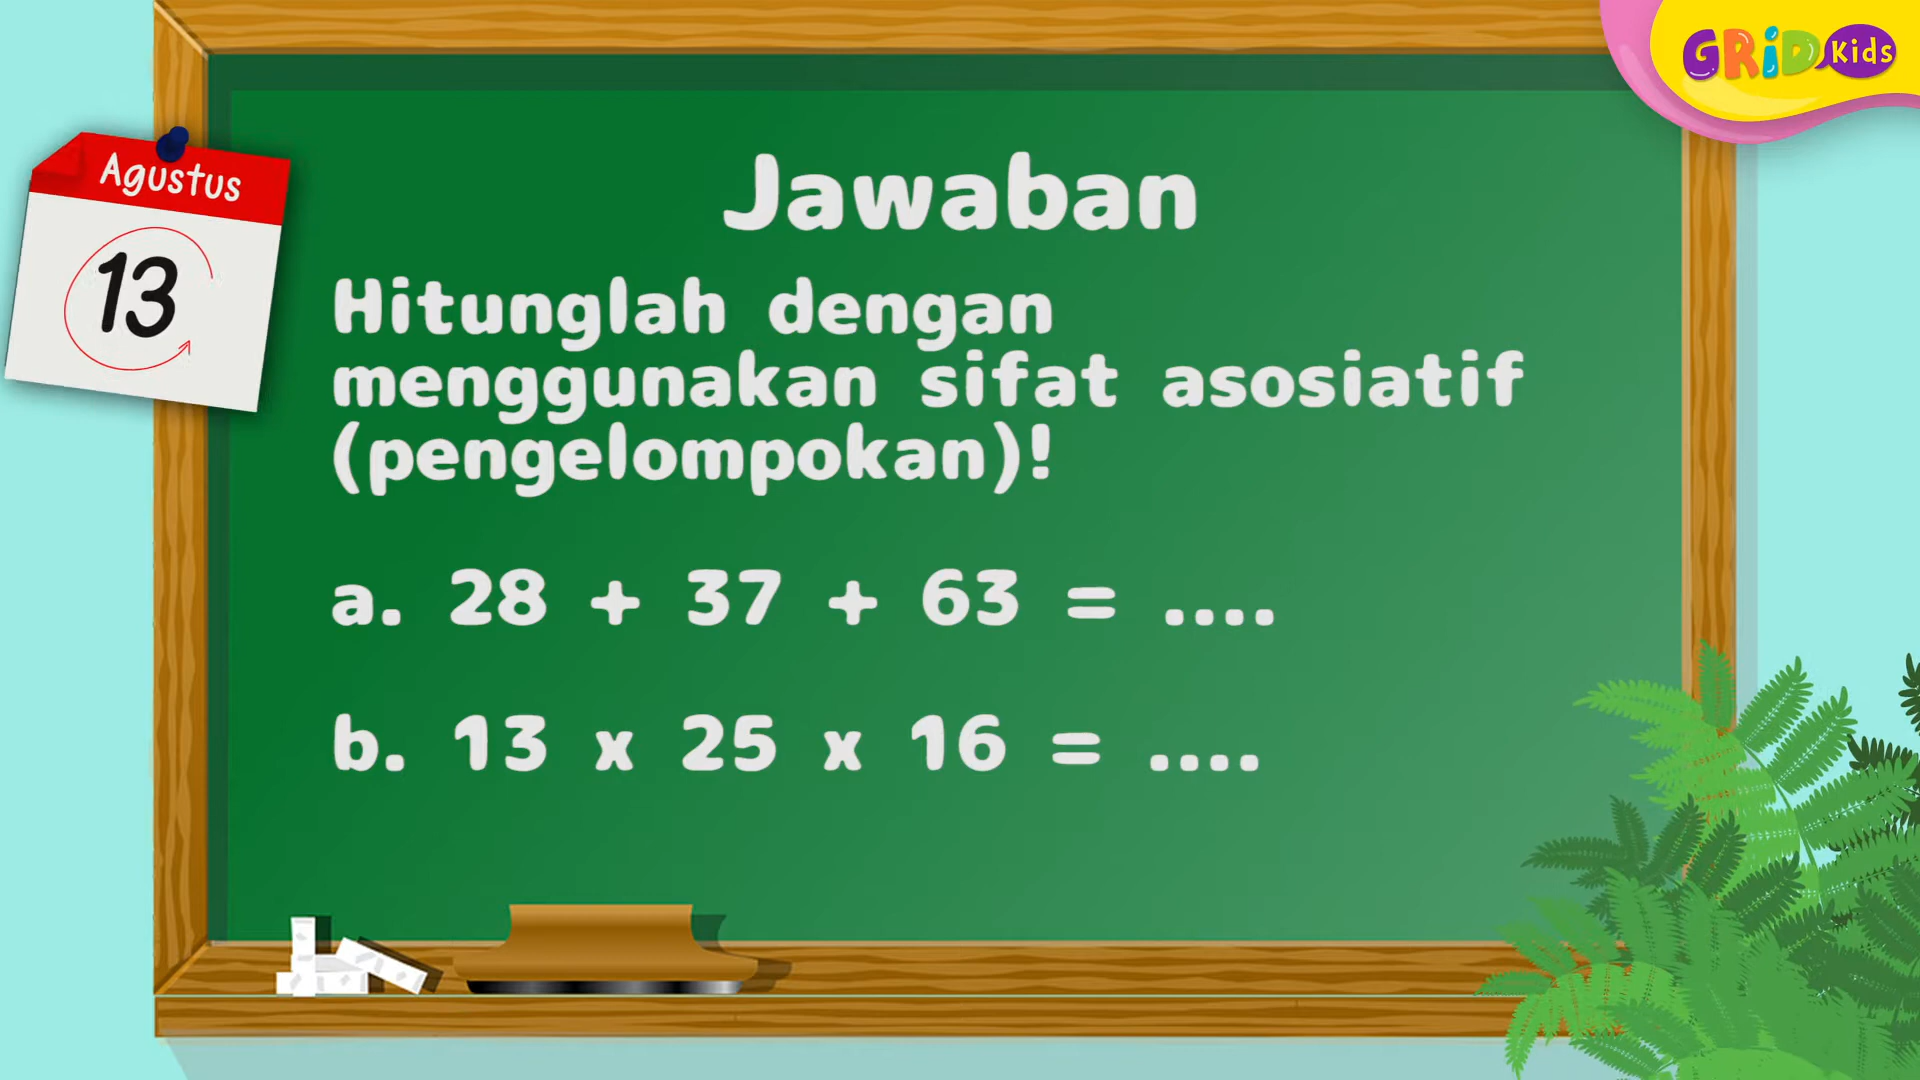 GRiD Kids
Agustus
13
Jawaban
Hitunglah dengan
menggunakan sifat asosiatif
(pengelompokan)!
a. 28 + 37 + 63 = ....
b. 13 x 25 x 16 = ....